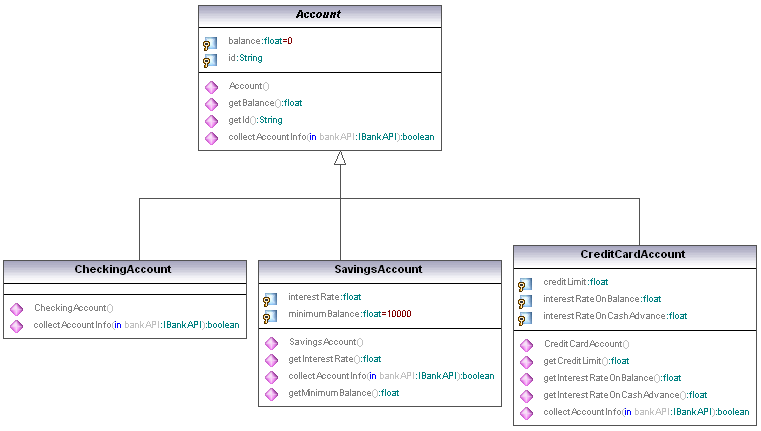 Account
balance:float=0
id:String
Account()
getBalance():float
getId():String
collectAccountInfo(in bankAPI:IBankAPI):boolean
CheckingAccount
CheckingAccount()
collectAccountInfo(in bankAPI:IBankAPI):boolean
SavingsAccount
interestRate:float
minimumBalance:float=10000
SavingsAccount()
getInterestRate():float
collectAccountInfo(in bankAPI:IBankAPI):boolean
getMinimumBalance():float
CreditCardAccount
creditLimit:float
interestRateOnBalance:float
interestRateOnCashAdvance:float
CreditCardAccount()
getCreditLimit():float
getInterestRateOnBalance():float
getInterestRateOnCashAdvance():float
collectAccountInfo(in bankAPI:IBankAPI):boolean